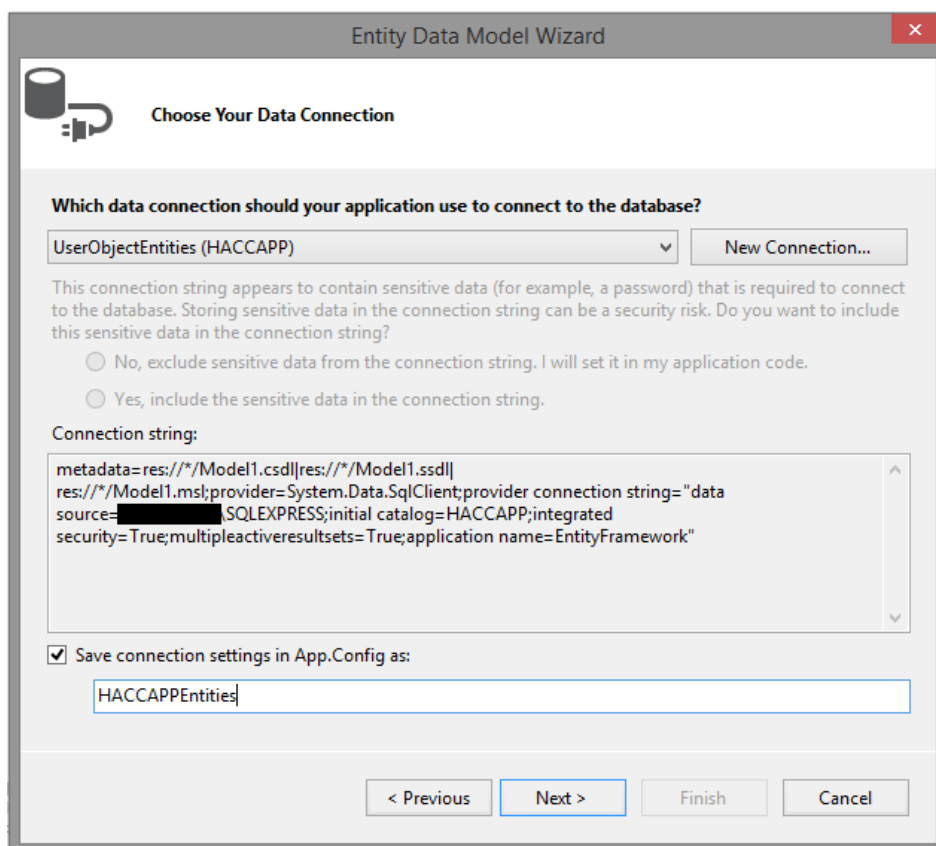 Entity Data Model Wizard
Choose Your Data Connection
Which data connection should your application use to connect to the database?
UserObjectEntities (HACCAPP)
New Connection...
This connection string appears to contain sensitive data (for example, a password) that is required to connect
to the database. Storing sensitive data in the connection string can be a security risk. Do you want to include
this sensitive data in the connection string?
No, exclude sensitive data from the connection string. I will set it in my application code.
Yes, include the sensitive data in the connection string.
Connection string:
metadata=res://*/Model1.csdl|res://*/Model1.ssdl|
res://*/Model1.msl;provider=System.Data.SqlClient;provider connection string="data
source=\SQLEXPRESS;initial catalog=HACCAPP;integrated
security=True;multipleactiveresultsets=True;application name=EntityFramework"
Save connection settings in App.Config as:
HACCAPPEntities
< Previous
Next >
Finish
Cancel